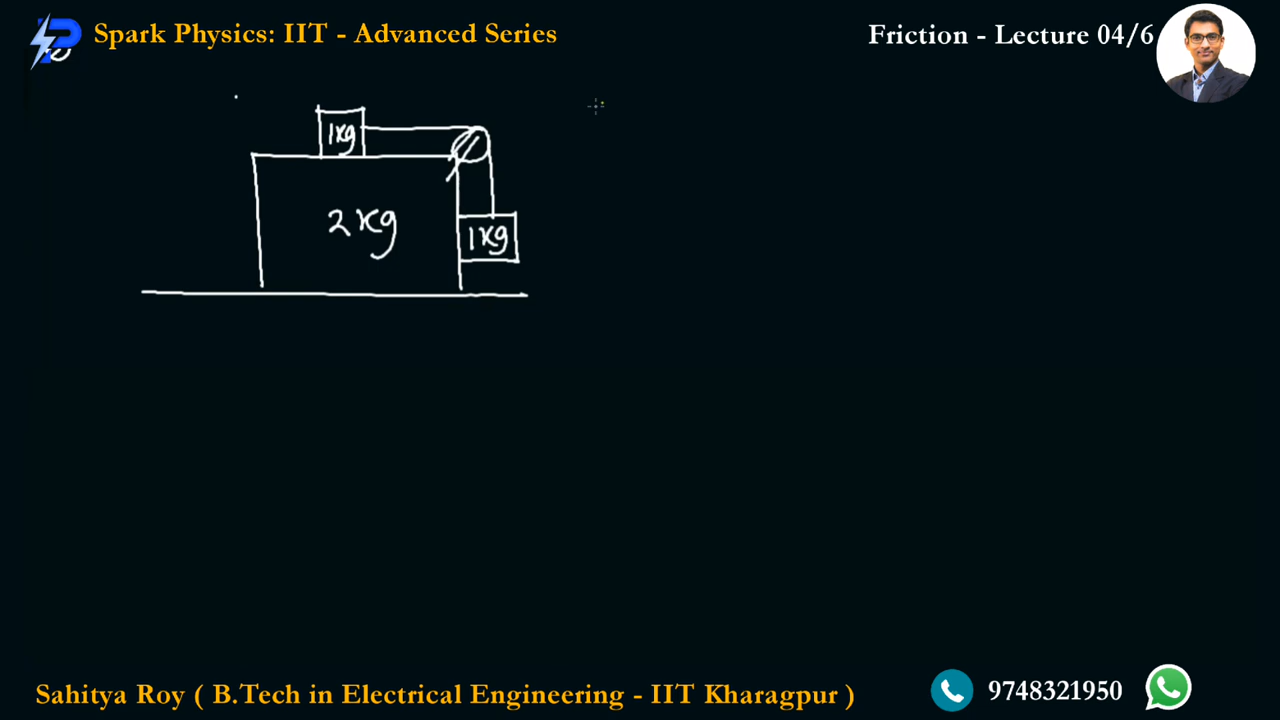 Spark Physics: IIT - Advanced Series
Friction - Lecture 04/6
1kg
2kg
1kg
Sahitya Roy ( B.Tech in Electrical Engineering - IIT Kharagpur )
9748321950